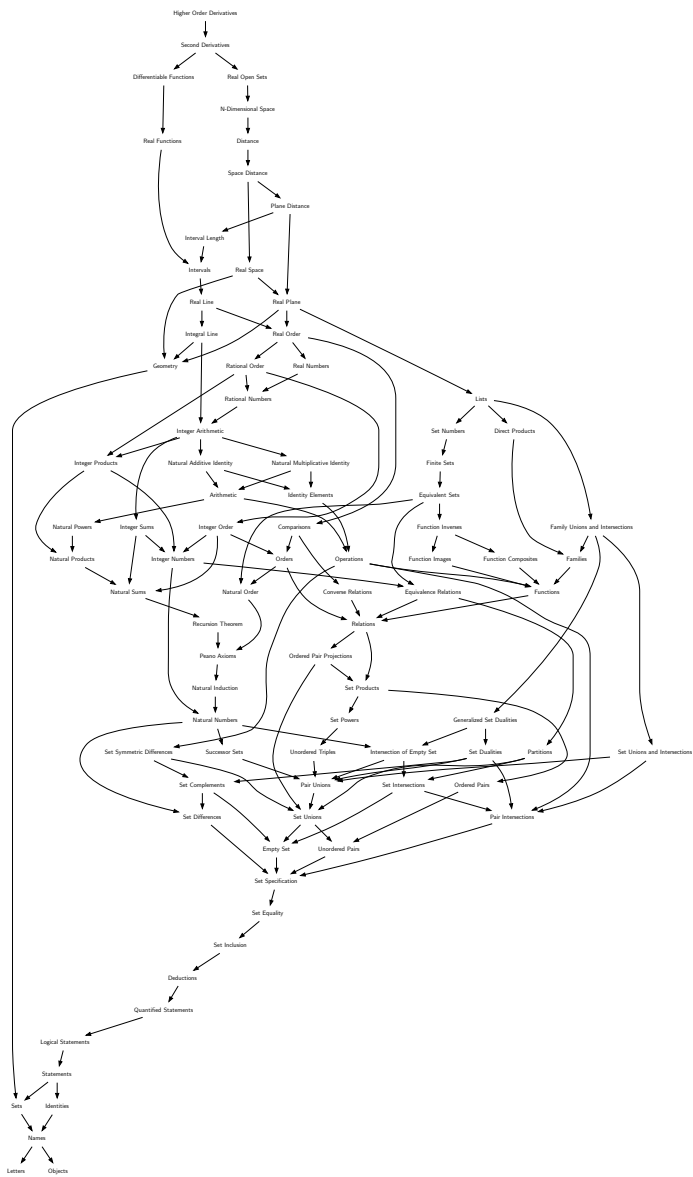 Higher Order Derivatives
Second Derivatives
Differentiable Functions
Real Open Sets
N-Dimensional Space
Real Functions
Distance
Space Distance
Plane Distance
Interval Length
Intervals
Real Space
Real Line
Real Plane
Integral Line
Real Order
Geometry
Rational Order
Real Numbers
Rational Numbers
Lists
Integer Arithmetic
Set Numbers
Direct Products
Integer Products
Natural Additive Identity
Natural Multiplicative Identity
Finite Sets
Arithmetic
Identity Elements
Equivalent Sets
Natural Powers
Integer Sums
Integer Order
Comparisons
Function Inverses
Family Unions and Intersections
Natural Products
Integer Numbers
Orders
Operations
Function Images
Function Composites
Families
Natural Sums
Natural Order
Converse Relations
Equivalence Relations
Functions
Recursion Theorem
Relations
Peano Axioms
Ordered Pair Projections
Natural Induction
Set Products
Natural Numbers
Set Powers
Generalized Set Dualities
Set Symmetric Differences
Successor Sets
Unordered Triples
Intersection of Empty Set
Set Dualities
Partitions
Set Unions and Intersections
Set Complements
Pair Unions
Set Intersections
Ordered Pairs
Set Differences
Set Unions
Pair Intersections
Empty Set
Unordered Pairs
Set Specification
Set Equality
Set Inclusion
Deductions
Quantified Statements
Logical Statements
Statements
Sets
Identities
Names
Letters
Objects